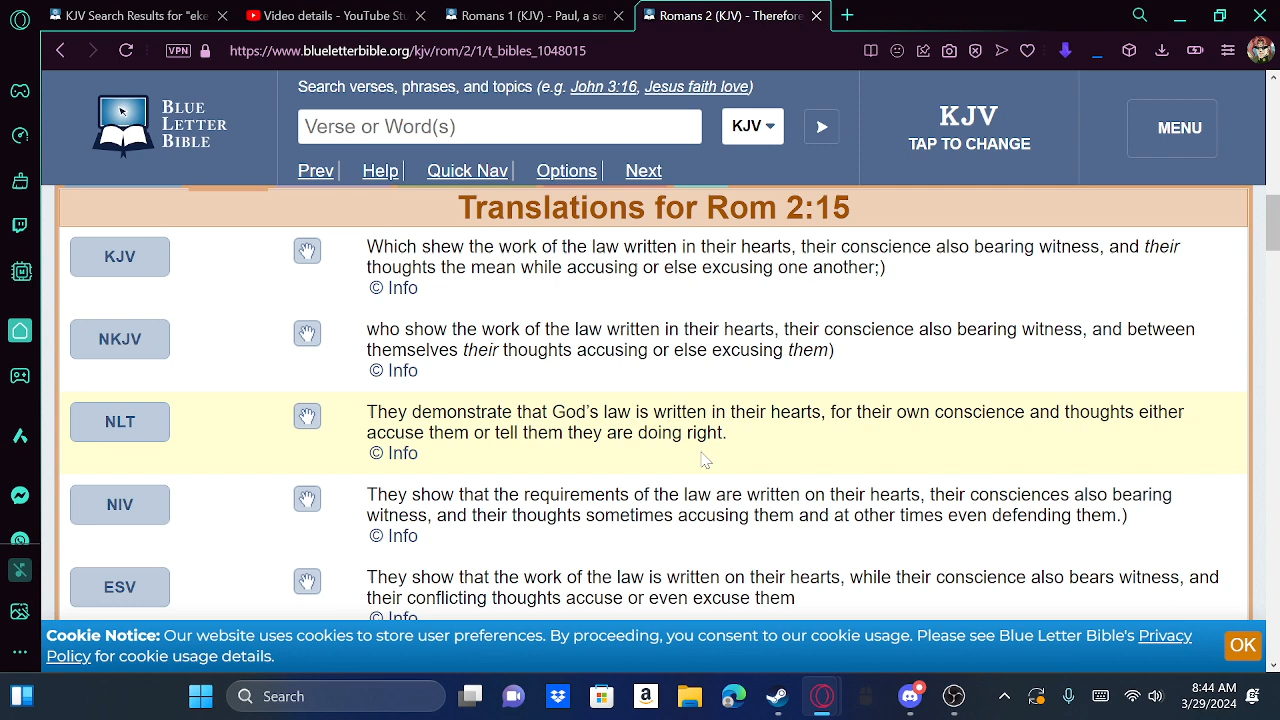 KJV Search Results for "eke
Video details - YouTube Stu
Romans 1 (KJV) - Paul, a ser
Romans 2 (KJV) - Therefore
VPN
https://www.blueletterbible.org/kjv/rom/2/1/t_bibles_1048015
BLUE
LETTER
BIBLE
Search verses, phrases, and topics (e.g. John 3:16, Jesus faith love)
Verse or Word(s)
KJV
Prev
Help
Quick Nav
Options
Next
KJV
TAP TO CHANGE
MENU
Translations for Rom 2:15
KJV
Which shew the work of the law written in their hearts, their conscience also bearing witness, and their
thoughts the mean while accusing or else excusing one another;)
© Info
NKJV
who show the work of the law written in their hearts, their conscience also bearing witness, and between
themselves their thoughts accusing or else excusing them)
© Info
NLT
They demonstrate that God's law is written in their hearts, for their own conscience and thoughts either
accuse them or tell them they are doing right.
© Info
NIV
They show that the requirements of the law are written on their hearts, their consciences also bearing
witness, and their thoughts sometimes accusing them and at other times even defending them.)
© Info
ESV
They show that the work of the law is written on their hearts, while their conscience also bears witness, and
their conflicting thoughts accuse or even excuse them
© Info
Cookie Notice: Our website uses cookies to store user preferences. By proceeding, you consent to our cookie usage. Please see Blue Letter Bible's Privacy
Policy for cookie usage details.
OK
Search
8:44 AM
3/29/2024